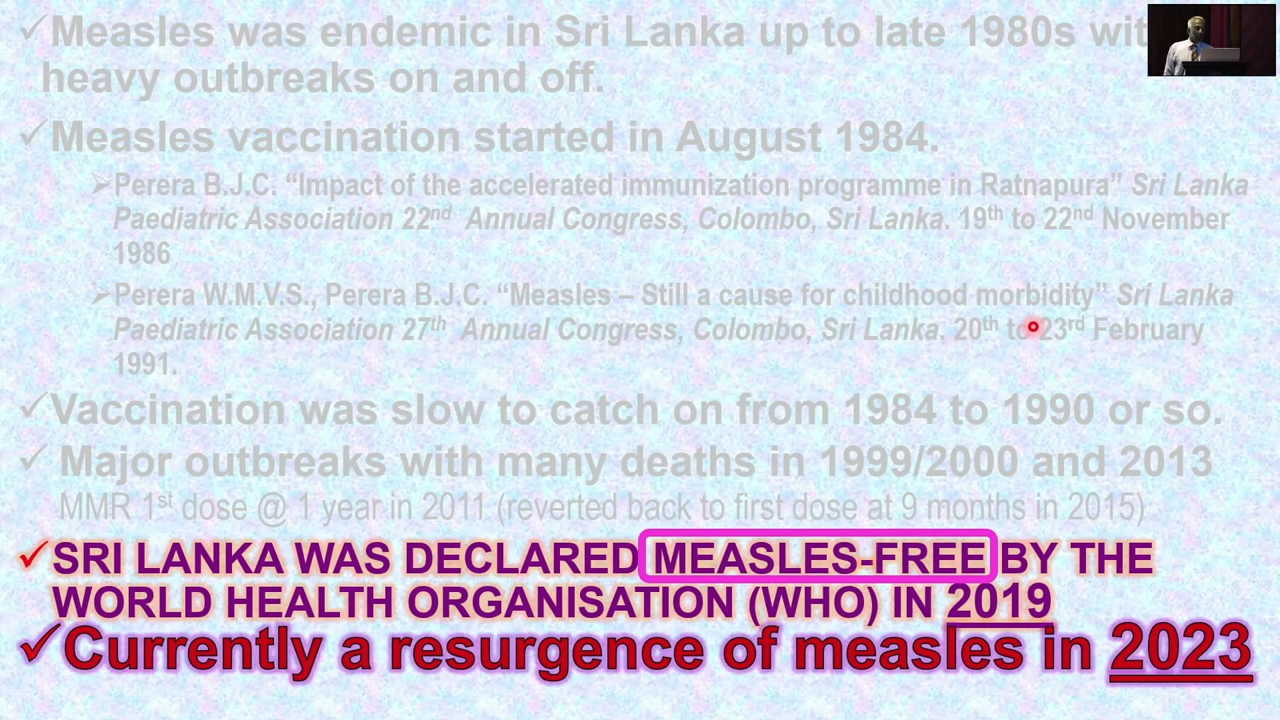 ✓Measles was endemic in Sri Lanka up to late 1980s wit
heavy outbreaks on and off.
✓Measles vaccination started in August 1984.
➢Perera B.J.C. “Impact of the accelerated immunization programme in Ratnapura” Sri Lanka
Paediatric Association 22nd Annual Congress, Colombo, Sri Lanka. 19th to 22nd November
1986
➢Perera W.M.V.S., Perera B.J.C. “Measles – Still a cause for childhood morbidity” Sri Lanka
Paediatric Association 27th Annual Congress, Colombo, Sri Lanka. 20th to 23rd February
1991.
✓Vaccination was slow to catch on from 1984 to 1990 or so.
✓ Major outbreaks with many deaths in 1999/2000 and 2013
MMR 1st dose @ 1 year in 2011 (reverted back to first dose at 9 months in 2015)
✓SRI LANKA WAS DECLARED MEASLES-FREE BY THE
WORLD HEALTH ORGANISATION (WHO) IN 2019
✓Currently a resurgence of measles in 2023